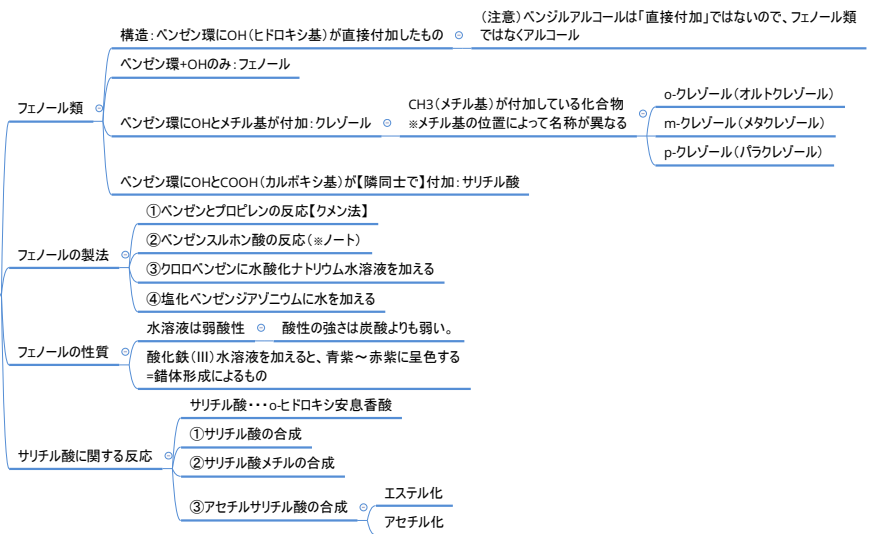 フェノール類
構造：ベンゼン環にOH（ヒドロキシ基）が直接付加したもの
（注意）ベンジルアルコールは「直接付加」ではないので、フェノール類
ではなくアルコール
ベンゼン環+OHのみ：フェノール
ベンゼン環にOHとメチル基が付加：クレゾール
CH3（メチル基）が付加している化合物
※メチル基の位置によって名称が異なる
o-クレゾール（オルトクレゾール）
m-クレゾール（メタクレゾール）
p-クレゾール（パラクレゾール）
ベンゼン環にOHとCOOH（カルボキシ基）が【隣同士で】付加：サリチル酸
フェノールの製法
①ベンゼンとプロピレンの反応【クメン法】
②ベンゼンスルホン酸の反応（※ノート）
③クロロベンゼンに水酸化ナトリウム水溶液を加える
④塩化ベンゼンジアゾニウムに水を加える
フェノールの性質
水溶液は弱酸性
酸性の強さは炭酸よりも弱い。
酸化鉄（III）水溶液を加えると、青紫～赤紫に呈色する
=錯体形成によるもの
サリチル酸に関する反応
サリチル酸・・・o-ヒドロキシ安息香酸
①サリチル酸の合成
②サリチル酸メチルの合成
③アセチルサリチル酸の合成
エステル化
アセチル化